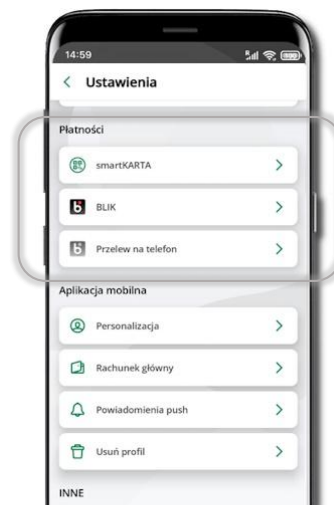 14:59
Ustawienia
Płatności
smartKARTA
BLIK
Przelew na telefon
Aplikacja mobilna
Personalizacja
Rachunek główny
Powiadomienia push
Usuń profil
INNE